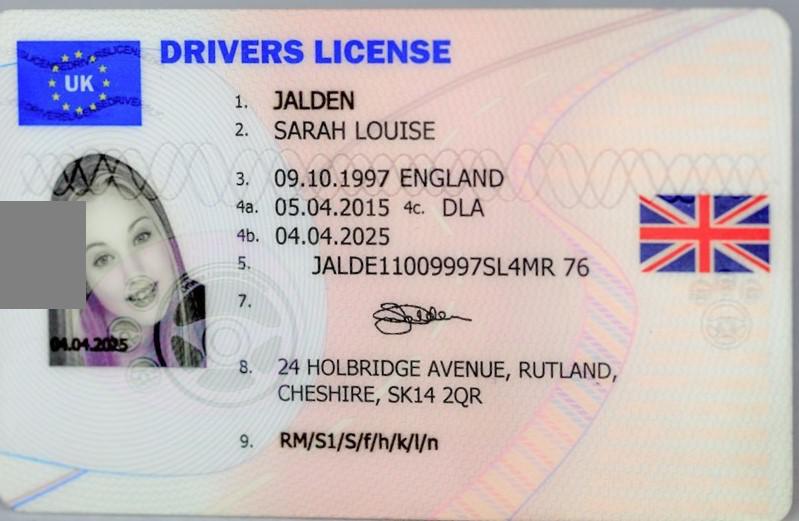 DRIVERS LICENSE
UK
1. JALDEN
2. SARAH LOUISE
3. 09.10.1997 ENGLAND
4a. 05.04.2015 4c. DLA
4b. 04.04.2025
5. JALDE11009997SL4MR 76
7. Jalden
04.04.2025
8. 24 HOLBRIDGE AVENUE, RUTLAND,
CHESHIRE, SK14 2QR
9. RM/S1/S/f/h/k/l/n